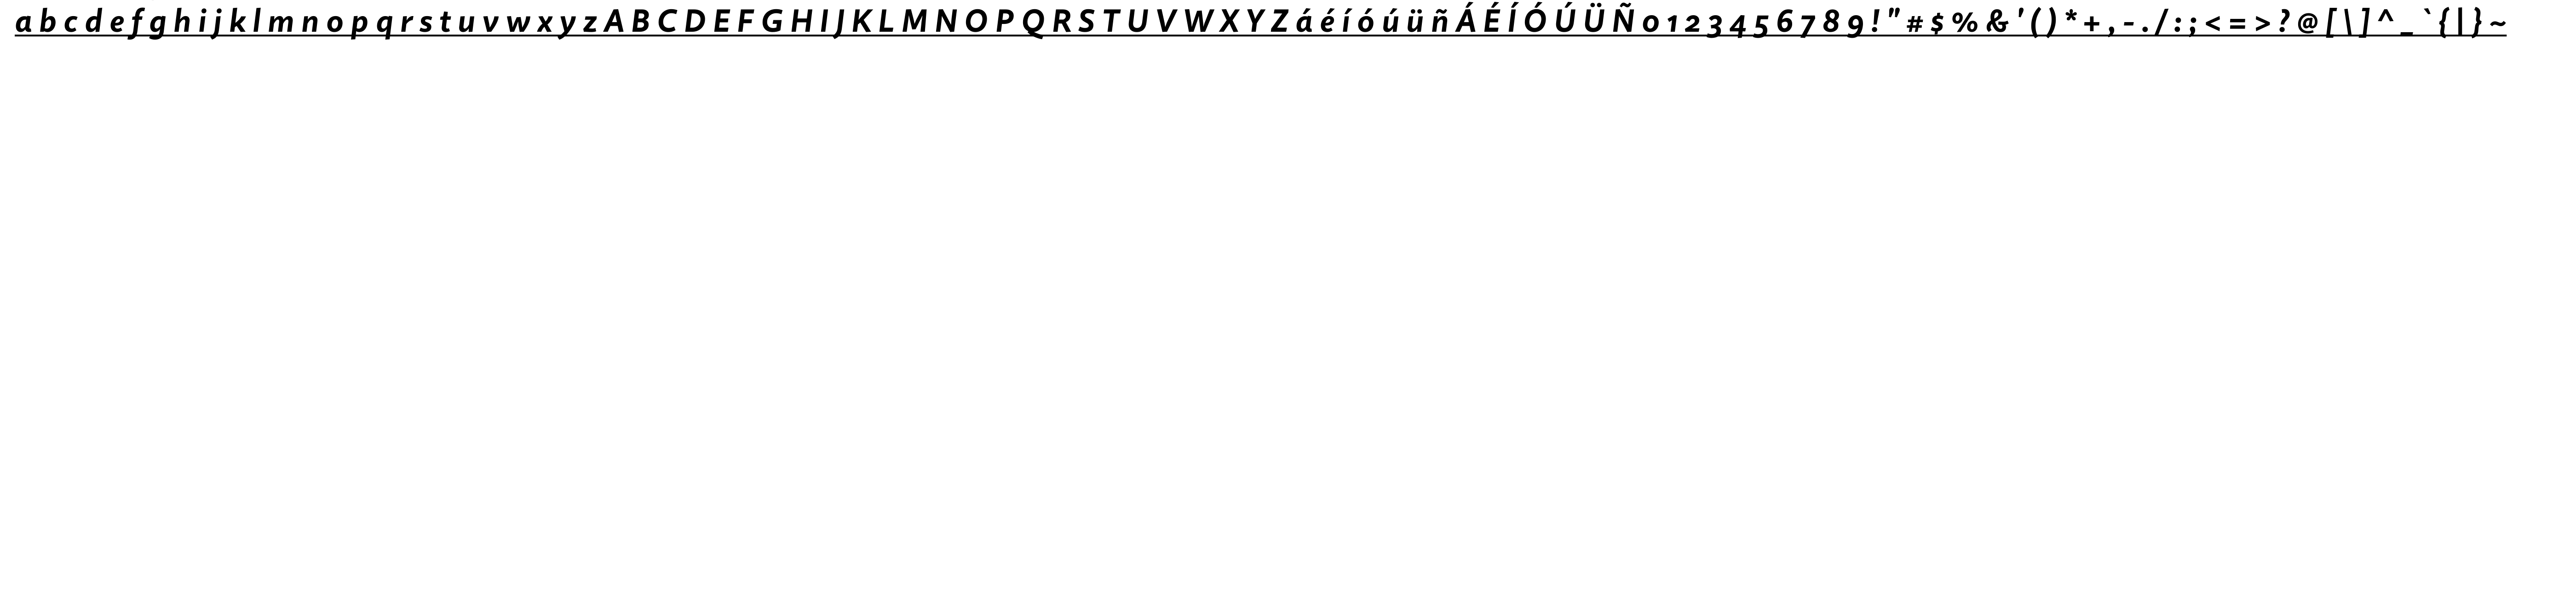 a b c d e f g h i j k l m n o p q r s t u v w x y z A B C D E F G H I J K L M N O P Q R S T U V W X Y Z á é í ó ú ü ñ Á É Í Ó Ú Ü Ñ 0 1 2 3 4 5 6 7 8 9 ! " # $ % & ' ( ) * + , - . / : ; < = > ? @ [ \ ] ^ _ ` { | } ~